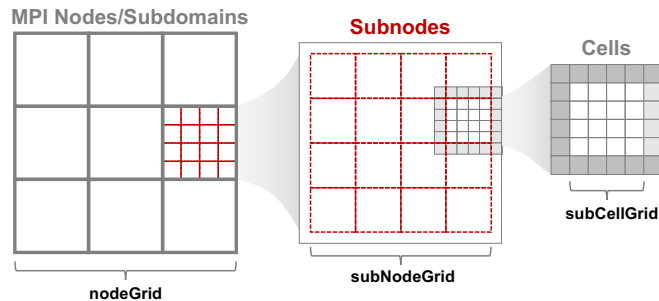 MPI Nodes/Subdomains
Subnodes
Cells
subCellGrid
subNodeGrid
nodeGrid